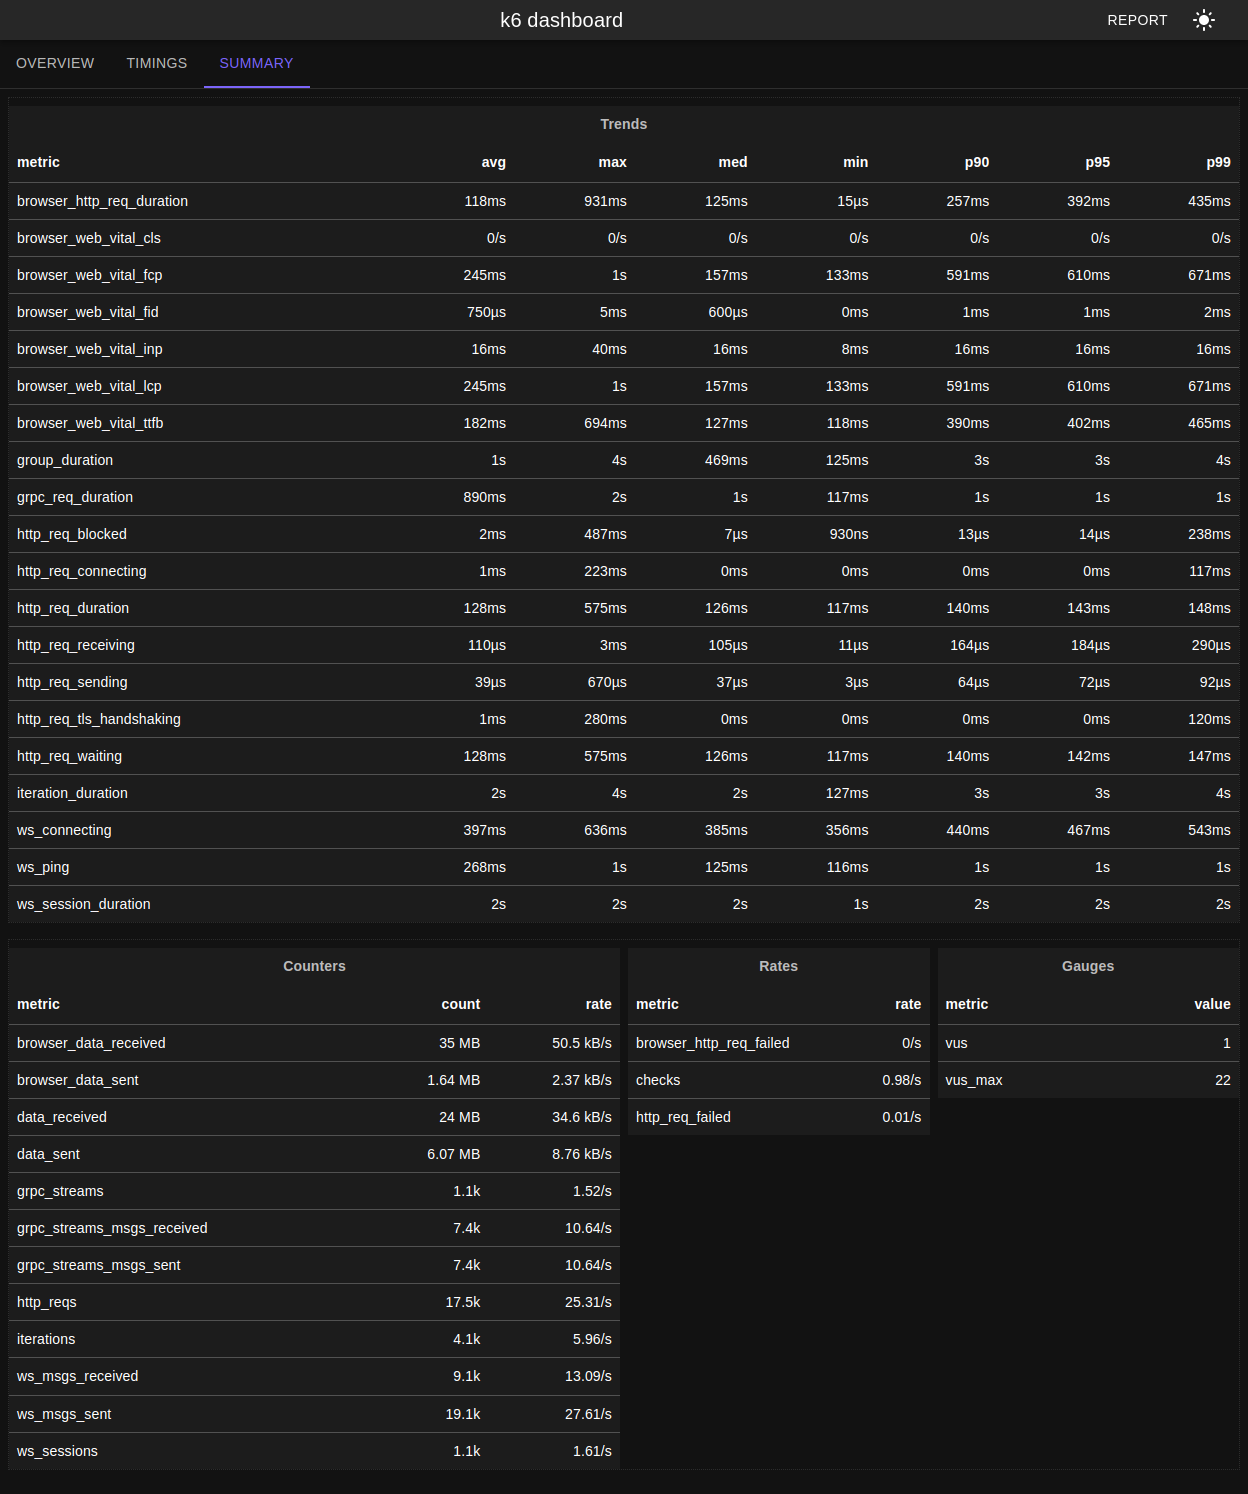 k6 dashboard
REPORT
OVERVIEW TIMINGS SUMMARY
Trends
metric avg max med min p90 p95 p99
browser_http_req_duration 118ms 931ms 125ms 15µs 257ms 392ms 435ms
browser_web_vital_cls 0/s 0/s 0/s 0/s 0/s 0/s 0/s
browser_web_vital_fcp 245ms 1s 157ms 133ms 591ms 610ms 671ms
browser_web_vital_fid 750µs 5ms 600µs 0ms 1ms 1ms 2ms
browser_web_vital_inp 16ms 40ms 16ms 8ms 16ms 16ms 16ms
browser_web_vital_lcp 245ms 1s 157ms 133ms 591ms 610ms 671ms
browser_web_vital_ttfb 182ms 694ms 127ms 118ms 390ms 402ms 465ms
group_duration 1s 4s 469ms 125ms 3s 3s 4s
grpc_req_duration 890ms 2s 1s 117ms 1s 1s 1s
http_req_blocked 2ms 487ms 7µs 930ns 13µs 14µs 238ms
http_req_connecting 1ms 223ms 0ms 0ms 0ms 0ms 117ms
http_req_duration 128ms 575ms 126ms 117ms 140ms 143ms 148ms
http_req_receiving 110µs 3ms 105µs 11µs 164µs 184µs 290µs
http_req_sending 39µs 670µs 37µs 3µs 64µs 72µs 92µs
http_req_tls_handshaking 1ms 280ms 0ms 0ms 0ms 0ms 120ms
http_req_waiting 128ms 575ms 126ms 117ms 140ms 142ms 147ms
iteration_duration 2s 4s 2s 127ms 3s 3s 4s
ws_connecting 397ms 636ms 385ms 356ms 440ms 467ms 543ms
ws_ping 268ms 1s 125ms 116ms 1s 1s 1s
ws_session_duration 2s 2s 2s 1s 2s 2s 2s
Counters
metric count rate
browser_data_received 35 MB 50.5 kB/s
browser_data_sent 1.64 MB 2.37 kB/s
data_received 24 MB 34.6 kB/s
data_sent 6.07 MB 8.76 kB/s
grpc_streams 1.1k 1.52/s
grpc_streams_msgs_received 7.4k 10.64/s
grpc_streams_msgs_sent 7.4k 10.64/s
http_reqs 17.5k 25.31/s
iterations 4.1k 5.96/s
ws_msgs_received 9.1k 13.09/s
ws_msgs_sent 19.1k 27.61/s
ws_sessions 1.1k 1.61/s
Rates
metric rate
browser_http_req_failed 0/s
checks 0.98/s
http_req_failed 0.01/s
Gauges
metric value
vus 1
vus_max 22